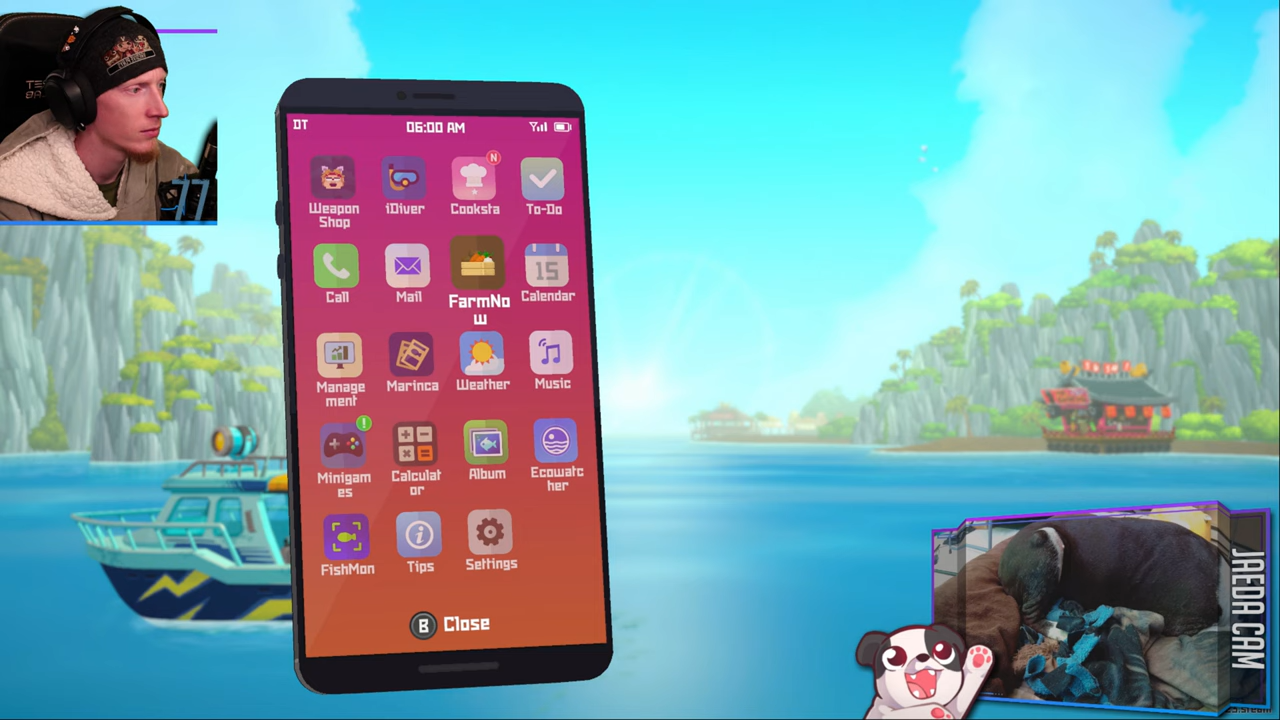 DT
06:00 AM
N
Weapon
Shop
iDiver
Cooksta
To-Do
Call
Mail
FarmNo
w
15
Calendar
Manage
ment
Marinca
Weather
Music
!
Minigam
es
Calculat
or
Album
Ecowatc
her
FishMon
Tips
Settings
B Close
77
JAEDA CAM